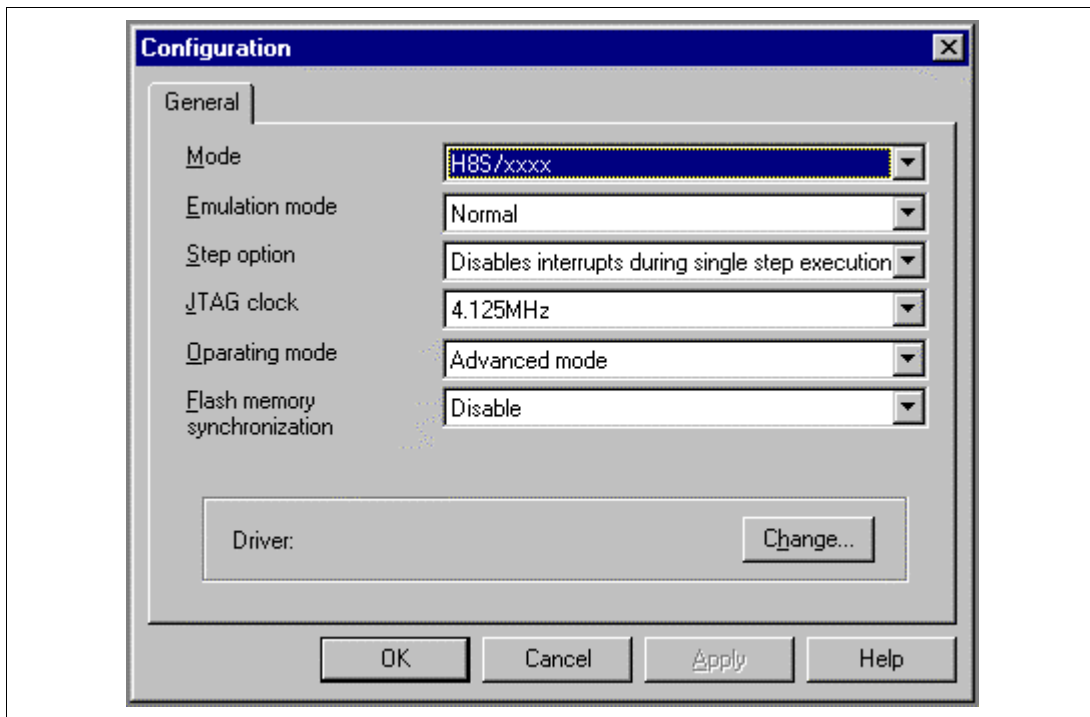 Configuration
General
Mode H8S/xxxx
Emulation mode Normal
Step option Disables interrupts during single step execution
JTAG clock 4.125MHz
Oparating mode Advanced mode
Flash memory synchronization Disable
Driver: Change...
OK Cancel Apply Help